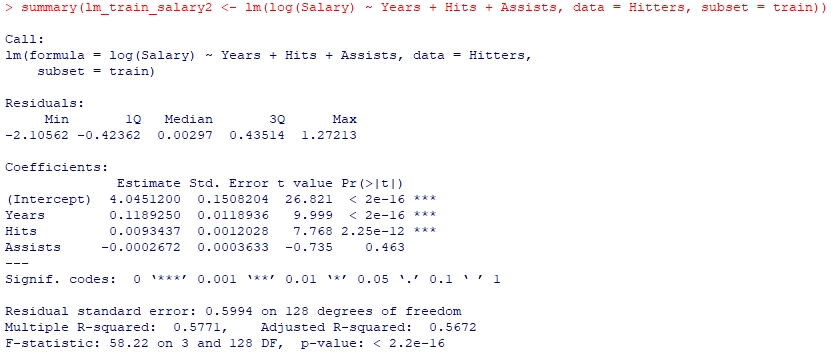 > summary(lm_train_salary2 <- lm(log(Salary) ~ Years + Hits + Assists, data = Hitters, subset = train))
Call:
lm(formula = log(Salary) ~ Years + Hits + Assists, data = Hitters,
    subset = train)
Residuals:
     Min       1Q   Median       3Q      Max
-2.10562 -0.42362  0.00297  0.43514  1.27213
Coefficients:
              Estimate Std. Error t value Pr(>|t|)
(Intercept)  4.0451200  0.1508204  26.821  < 2e-16 ***
Years        0.1189250  0.0118936   9.999  < 2e-16 ***
Hits         0.0093437  0.0012028   7.768 2.25e-12 ***
Assists     -0.0002672  0.0003633  -0.735    0.463
---
Signif. codes:  0 ‘***’ 0.001 ‘**’ 0.01 ‘*’ 0.05 ‘.’ 0.1 ‘ ’ 1
Residual standard error: 0.5994 on 128 degrees of freedom
Multiple R-squared:  0.5771,    Adjusted R-squared:  0.5672
F-statistic: 58.22 on 3 and 128 DF,  p-value: < 2.2e-16